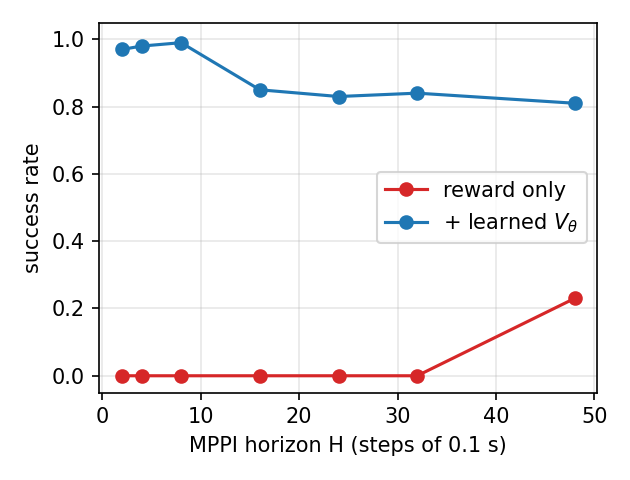 1.0
0.8
0.6
0.4
0.2
0.0
success rate
reward only
+ learned V_θ
0 10 20 30 40 50
MPPI horizon H (steps of 0.1 s)